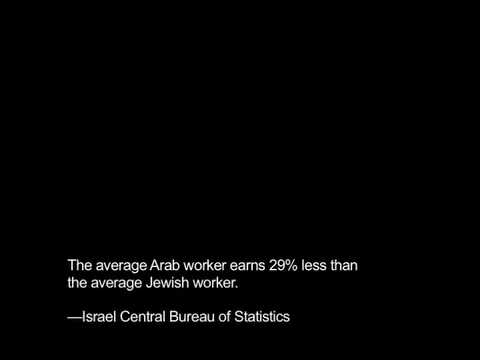 The average Arab worker earns 29% less than
the average Jewish worker.
—Israel Central Bureau of Statistics